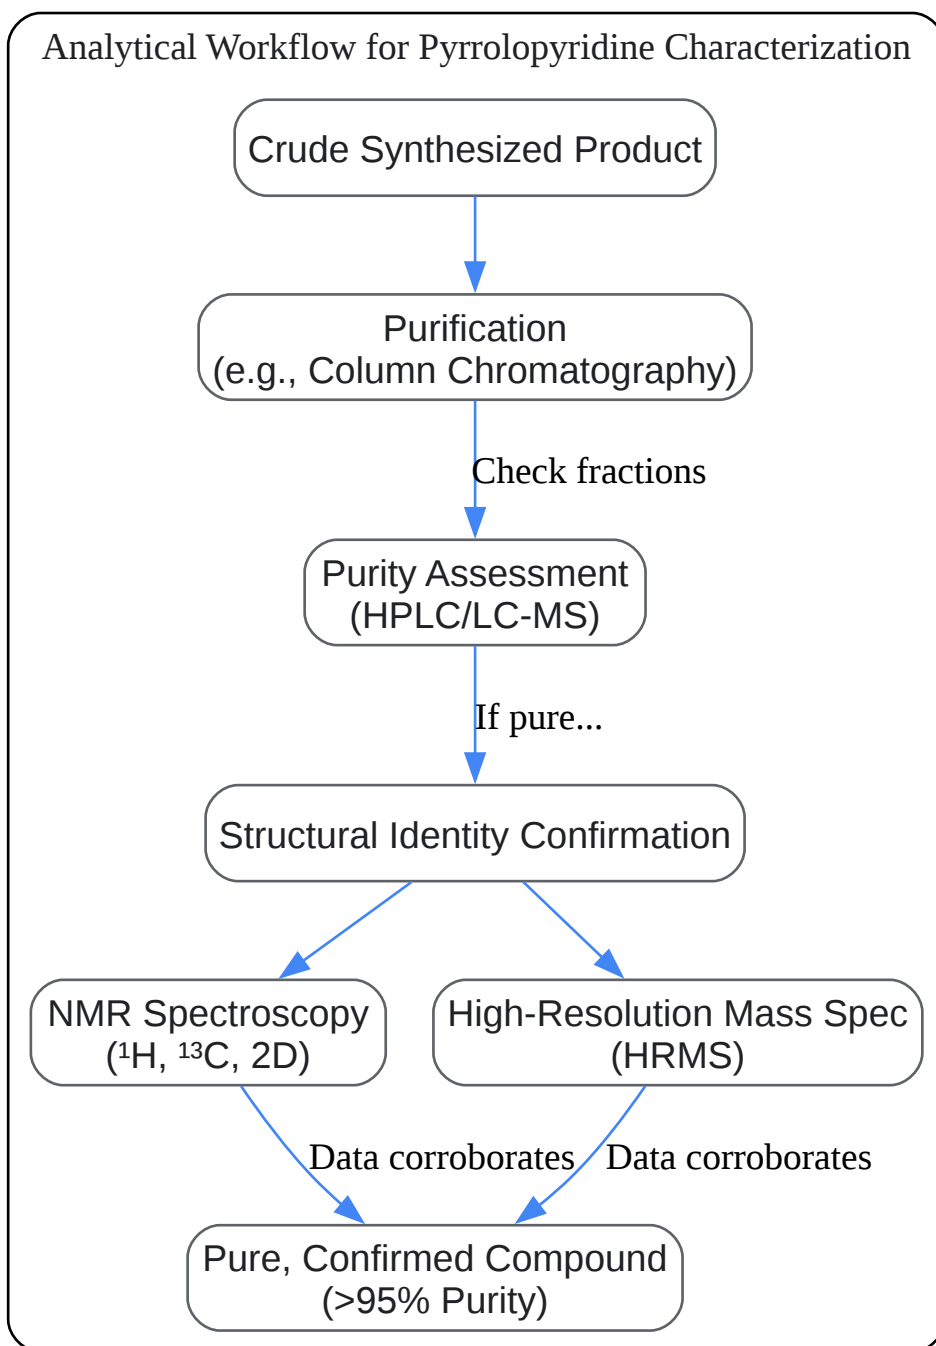 Analytical Workflow for Pyrrolopyridine Characterization
Crude Synthesized Product
Purification
(e.g., Column Chromatography)
Check fractions
Purity Assessment
(HPLC/LC-MS)
If pure...
Structural Identity Confirmation
NMR Spectroscopy
(¹H, ¹³C, 2D)
High-Resolution Mass Spec
(HRMS)
Data corroborates
Data corroborates
Pure, Confirmed Compound
(>95% Purity)